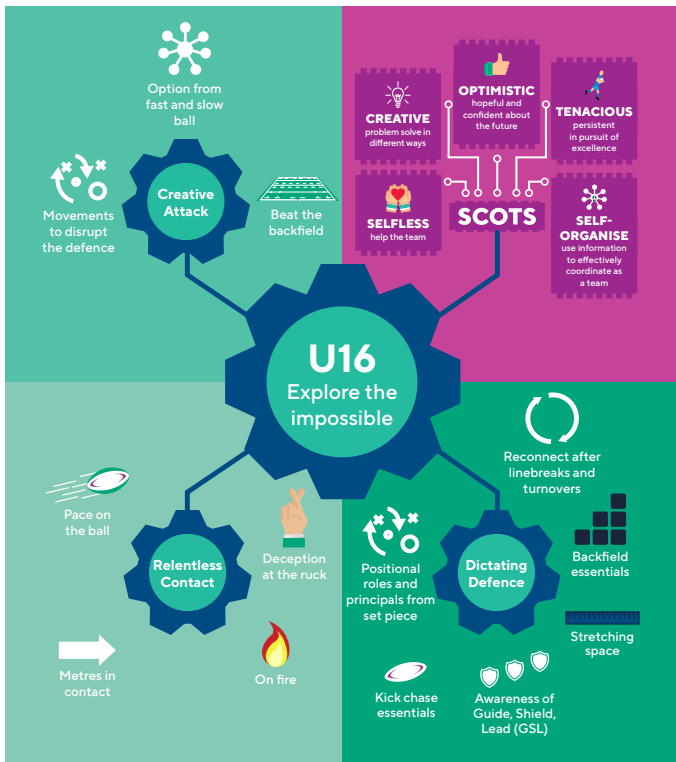 Option from
fast and slow
ball
Creative
Attack
Movements
to disrupt
the defence
Beat the
backfield
CREATIVE
problem solve in
different ways
OPTIMISTIC
hopeful and
confident about
the future
TENACIOUS
persistent
in pursuit of
excellence
SELFLESS
help the team
SCOTS
SELF-
ORGANISE
use information
to effectively
coordinate as
a team
U16
Explore the
impossible
Pace on
the ball
Relentless
Contact
Deception
at the ruck
Metres in
contact
On fire
Reconnect after
linebreaks and
turnovers
Positional
roles and
principals from
set piece
Dictating
Defence
Backfield
essentials
Stretching
space
Kick chase
essentials
Awareness of
Guide, Shield,
Lead (GSL)